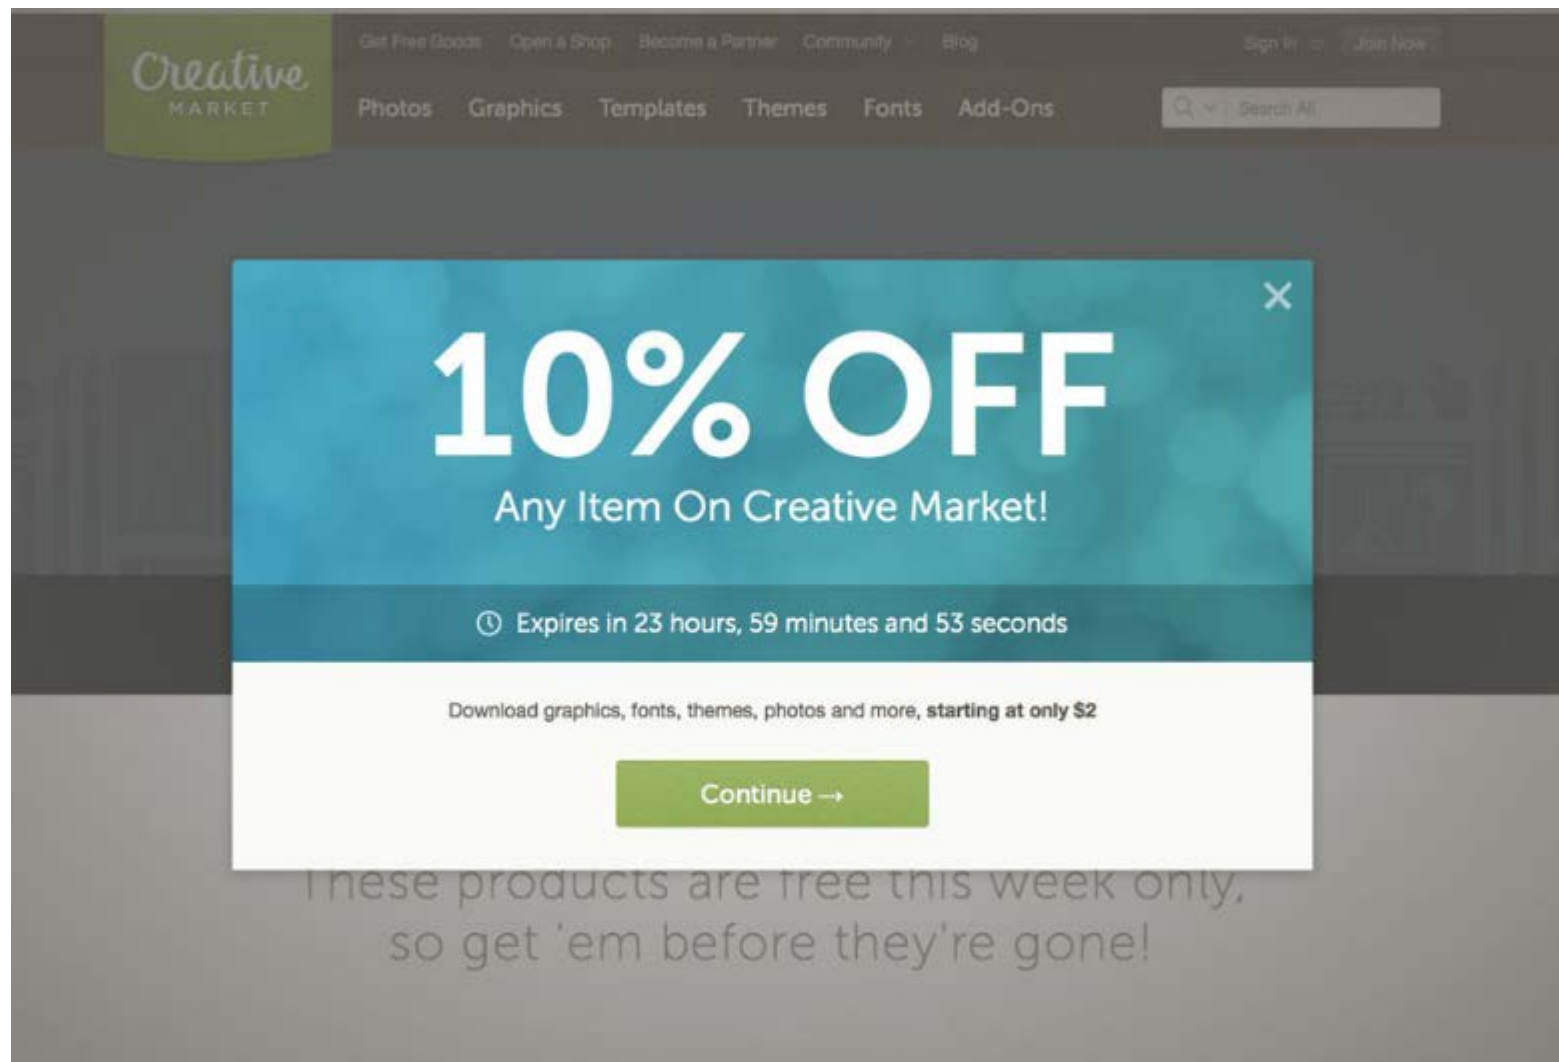 Creative
MARKET
Get Free Goods Open a Shop Become a Partner Community Blog
Sign In or Join Now
Photos Graphics Templates Themes Fonts Add-Ons
Search All
10% OFF
Any Item On Creative Market!
Expires in 23 hours, 59 minutes and 53 seconds
Download graphics, fonts, themes, photos and more, starting at only $2
Continue →
These products are free this week only,
so get 'em before they're gone!